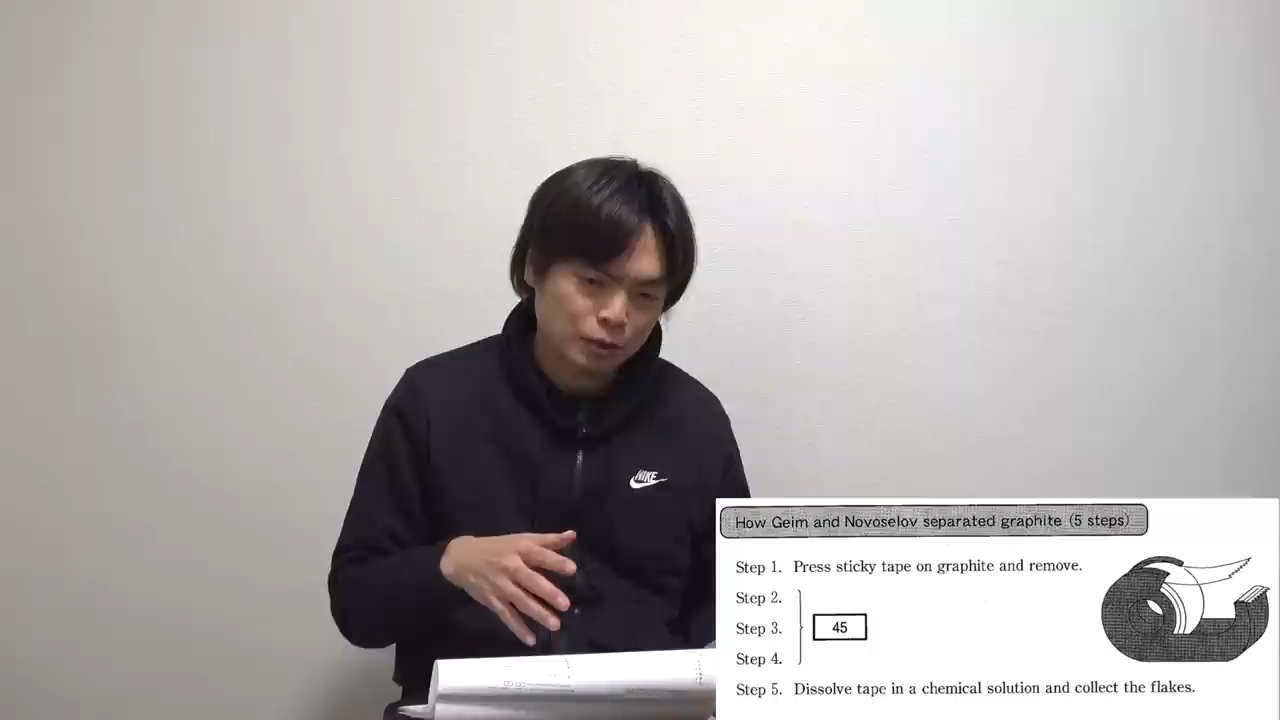 NIKE
How Geim and Novoselov separated graphite (5 steps)
Step 1. Press sticky tape on graphite and remove.
Step 2.
Step 3.
45
Step 4.
Step 5. Dissolve tape in a chemical solution and collect the flakes.